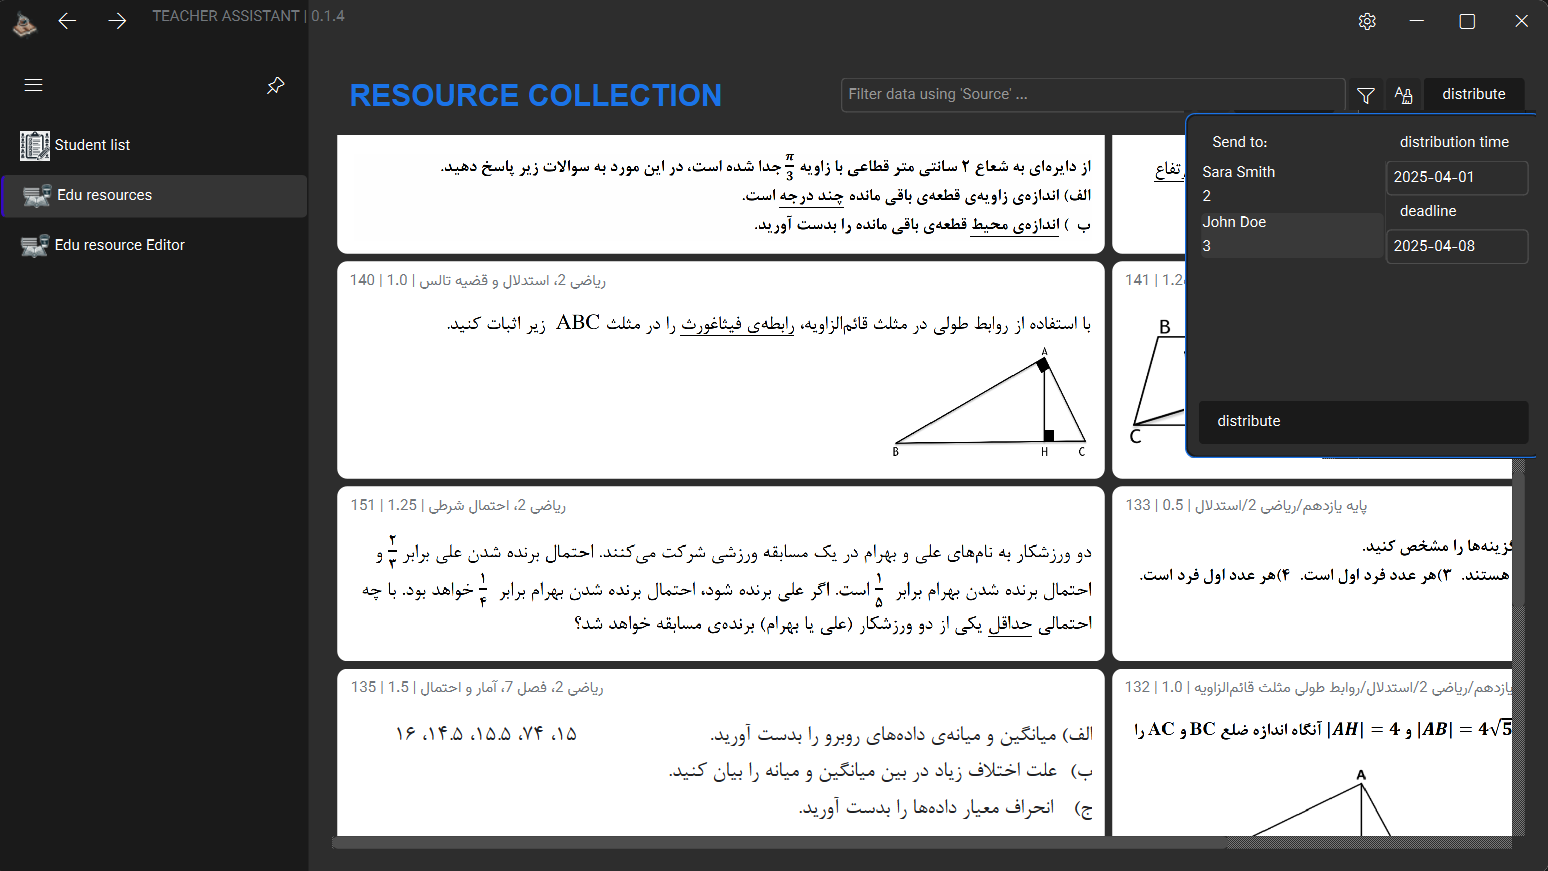 TEACHER ASSISTANT | 0.1.4
Student list
Edu resources
Edu resource Editor
RESOURCE COLLECTION
Filter data using 'Source' ...
distribute
Send to:
Sara Smith
2
John Doe
3
distribution time
2025-04-01
deadline
2025-04-08
distribute
از دایره‌ای به شعاع ۲ سانتی متر قطاعی با زاویه π/3 جدا شده است، در این مورد به سوالات زیر پاسخ دهید.
الف) اندازه‌ی زاویه‌ی قطعه‌ی باقی مانده چند درجه است.
ب ) اندازه‌ی محیط قطعه‌ی باقی مانده را بدست آورید.
140 | 1.0 | ریاضی 2، استدلال و قضیه تالس
با استفاده از روابط طولی در مثلث قائم‌الزاویه، رابطه‌ی فیثاغورث را در مثلث ABC زیر اثبات کنید.
A
B
H
C
141 | 1.2
B
C
151 | 1.25 | ریاضی 2، احتمال شرطی
دو ورزشکار به نام‌های علی و بهرام در یک مسابقه ورزشی شرکت می‌کنند. احتمال برنده شدن علی برابر ۲/۳ و
احتمال برنده شدن بهرام برابر ۱/۵ است. اگر علی برنده شود، احتمال برنده شدن بهرام برابر ۱/۴ خواهد بود. با چه
احتمالی حداقل یکی از دو ورزشکار (علی یا بهرام) برنده‌ی مسابقه خواهد شد؟
133 | 0.5 | پایه یازدهم/ریاضی 2/استدلال
گزینه‌ها را مشخص کنید.
هستند. ۳)هر عدد فرد اول است. ۴)هر عدد اول فرد است.
135 | 1.5 | ریاضی 2، فصل 7، آمار و احتمال
الف) میانگین و میانه‌ی داده‌های روبرو را بدست آورید. ۱۵، ۷۴، ۱۵.۵، ۱۴.۵، ۱۶
ب) علت اختلاف زیاد در بین میانگین و میانه را بیان کنید.
ج) انحراف معیار داده‌ها را بدست آورید.
132 | 1.0 | یازدهم/ریاضی 2/استدلال/روابط طولی مثلث قائم‌الزاویه
|AB| = 4√5 و |AH| = 4 آنگاه اندازه ضلع BC و AC را
A